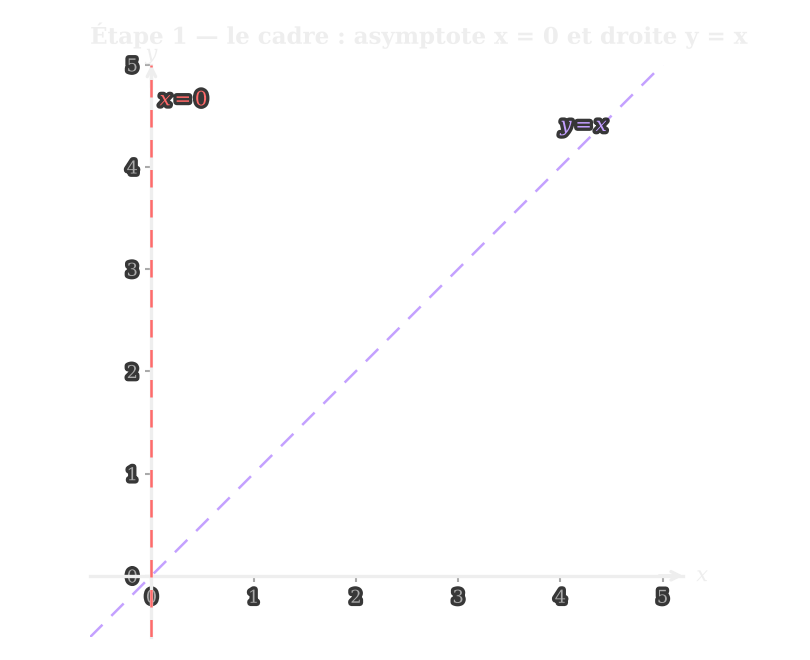 Étape 1 — le cadre : asymptote x = 0 et droite y = x
y
5
x = 0
y = x
4
3
2
1
0
x
0 1 2 3 4 5